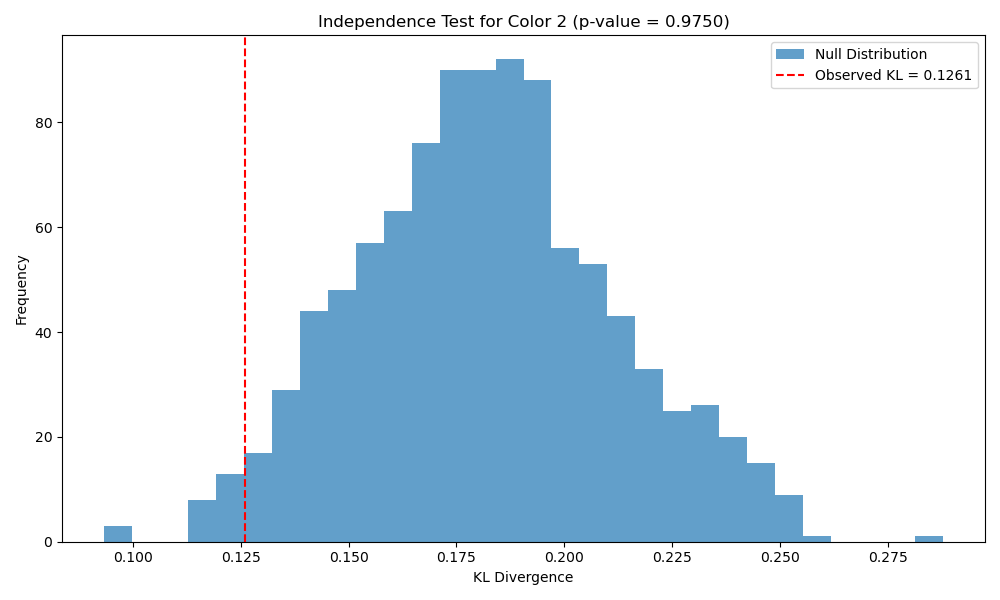 Independence Test for Color 2 (p-value = 0.9750)
Null Distribution
Observed KL = 0.1261
Frequency
80
60
40
20
0
0.100 0.125 0.150 0.175 0.200 0.225 0.250 0.275
KL Divergence